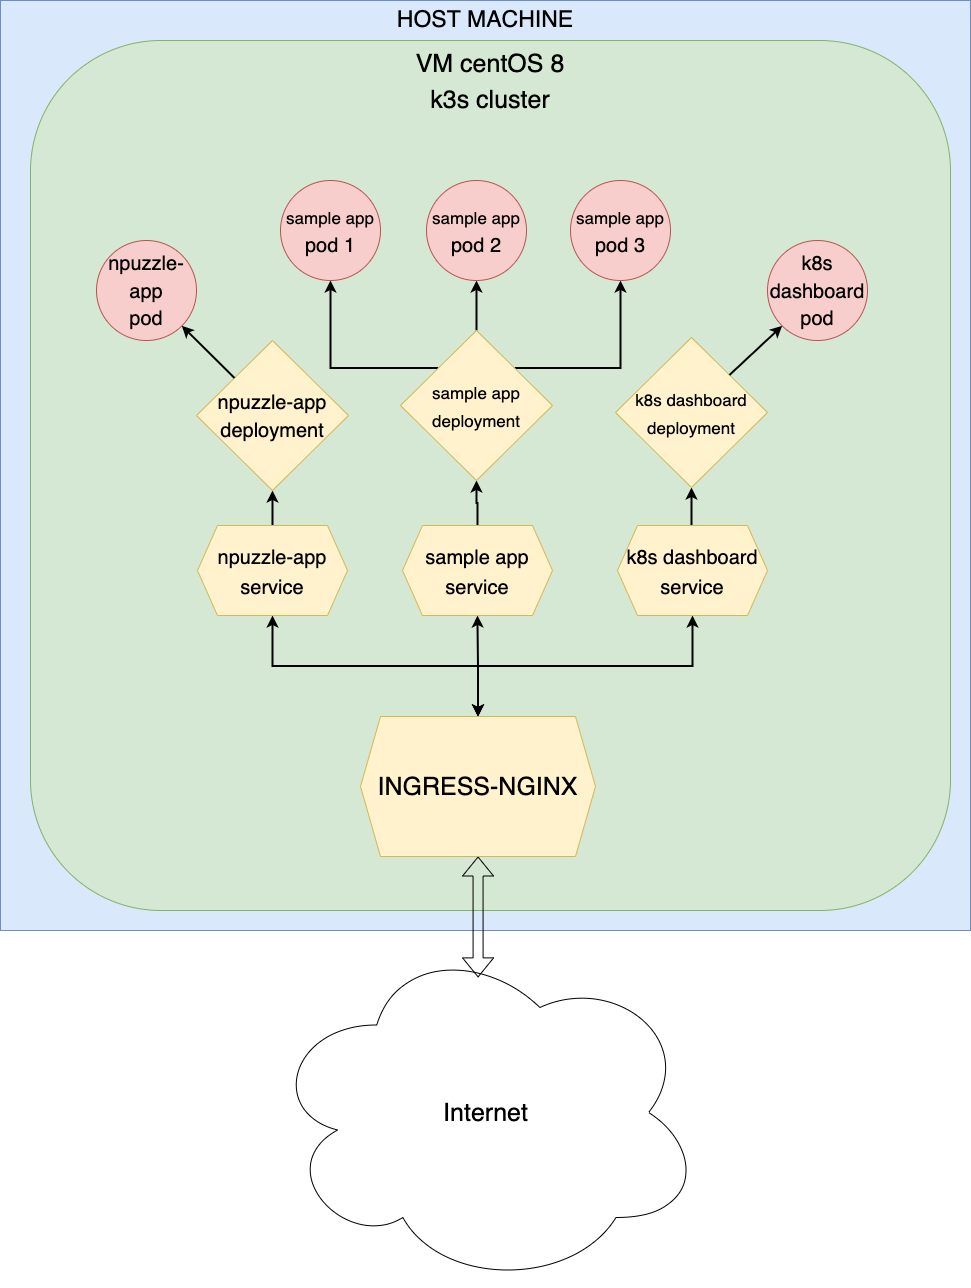 HOST MACHINE
VM centOS 8
k3s cluster
sample app
pod 1
sample app
pod 2
sample app
pod 3
npuzzle-
app
pod
k8s
dashboard
pod
npuzzle-app
deployment
sample app
deployment
k8s dashboard
deployment
npuzzle-app
service
sample app
service
k8s dashboard
service
INGRESS-NGINX
Internet